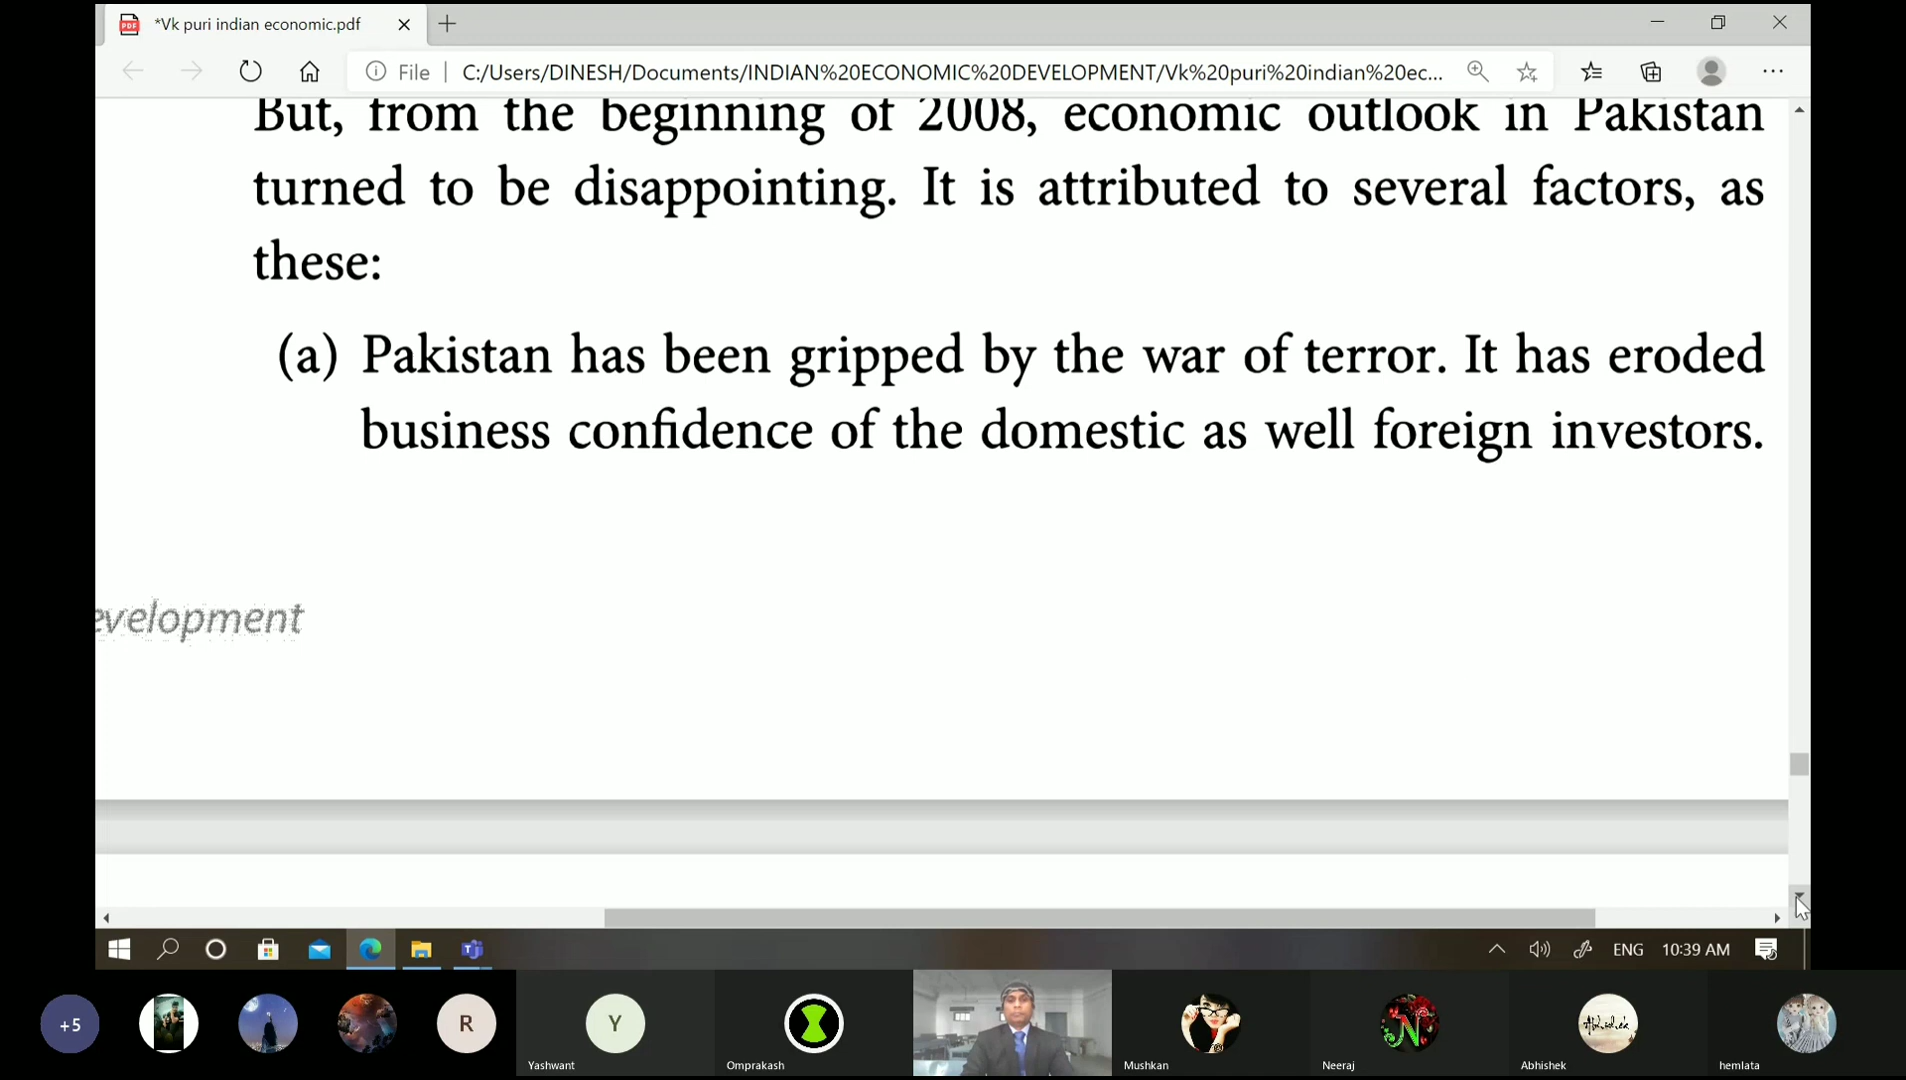 *Vk puri indian economic.pdf
File
C:/Users/DINESH/Documents/INDIAN%20ECONOMIC%20DEVELOPMENT/Vk%20puri%20indian%20ec...
But, from the beginning of 2008, economic outlook in Pakistan
turned to be disappointing. It is attributed to several factors, as
these:
(a) Pakistan has been gripped by the war of terror. It has eroded
business confidence of the domestic as well foreign investors.
evelopment
ENG 10:39 AM
+5
R
Y
Yashwant
Omprakash
Mushkan
N
Neeraj
Abhishek
Abhishek
hemlata